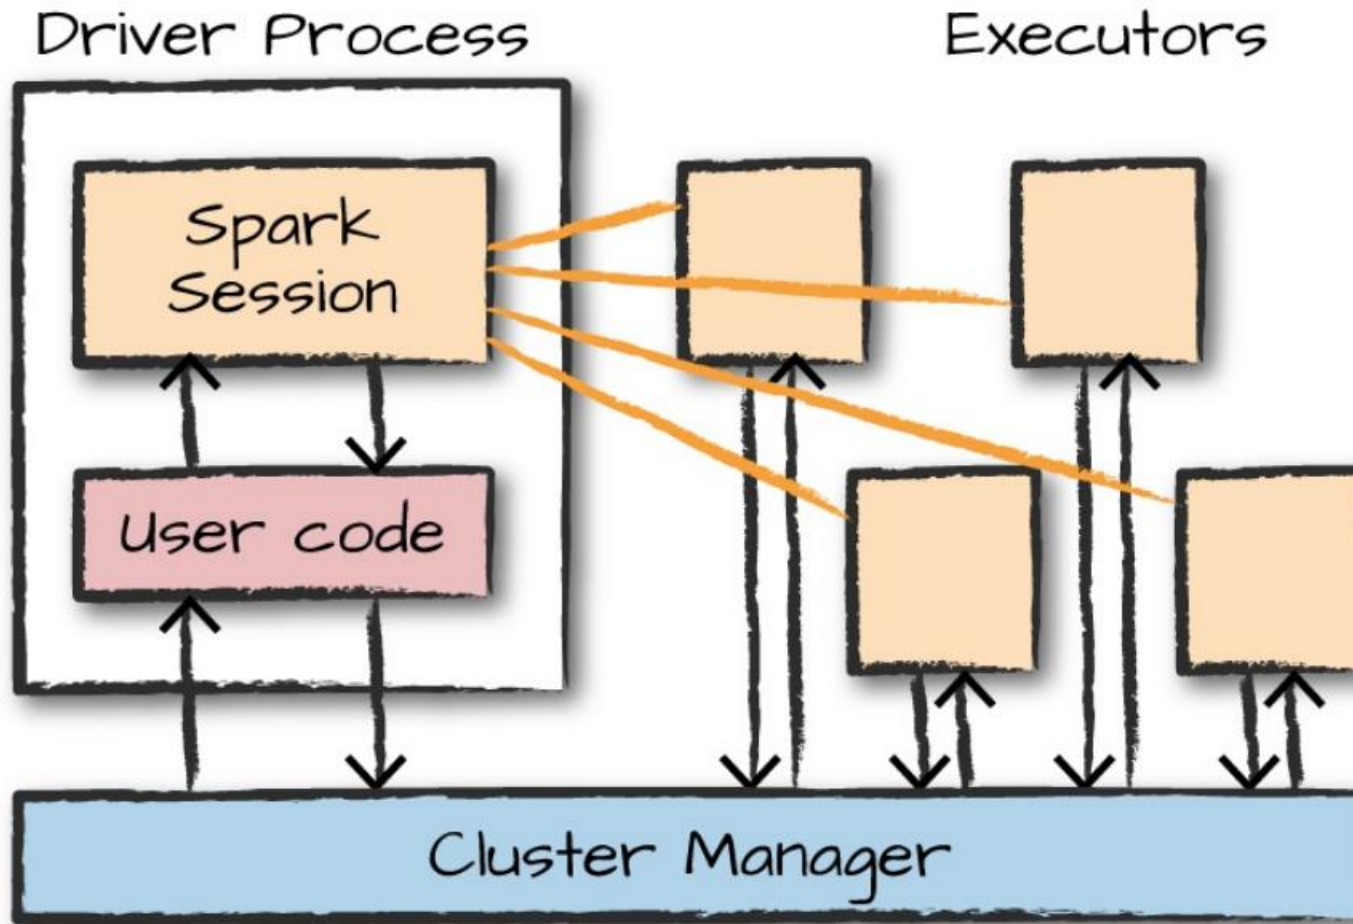 Driver Process
Executors
Spark
Session
User code
Cluster Manager